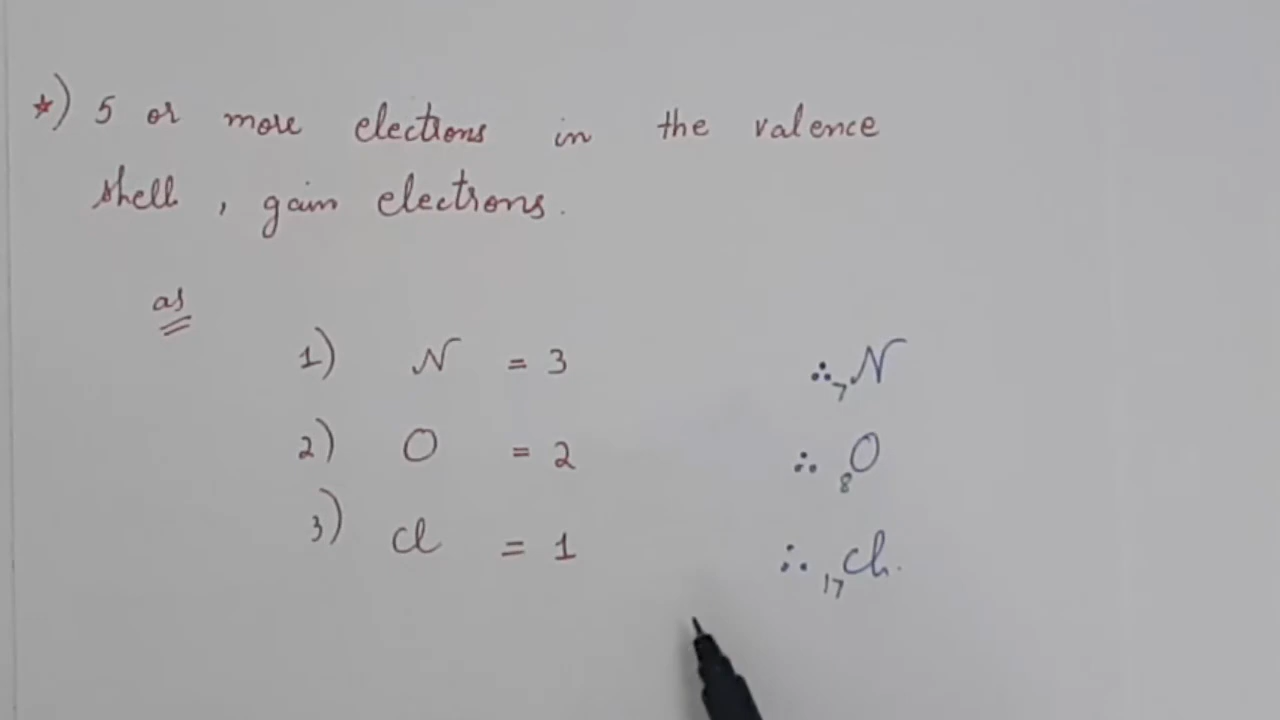 *) 5 or more electrons in the valence
shell, gain electrons.
as
1) N = 3 ∴ ₇N
2) O = 2 ∴ ₈O
3) Cl = 1 ∴ ₁₇Cl.